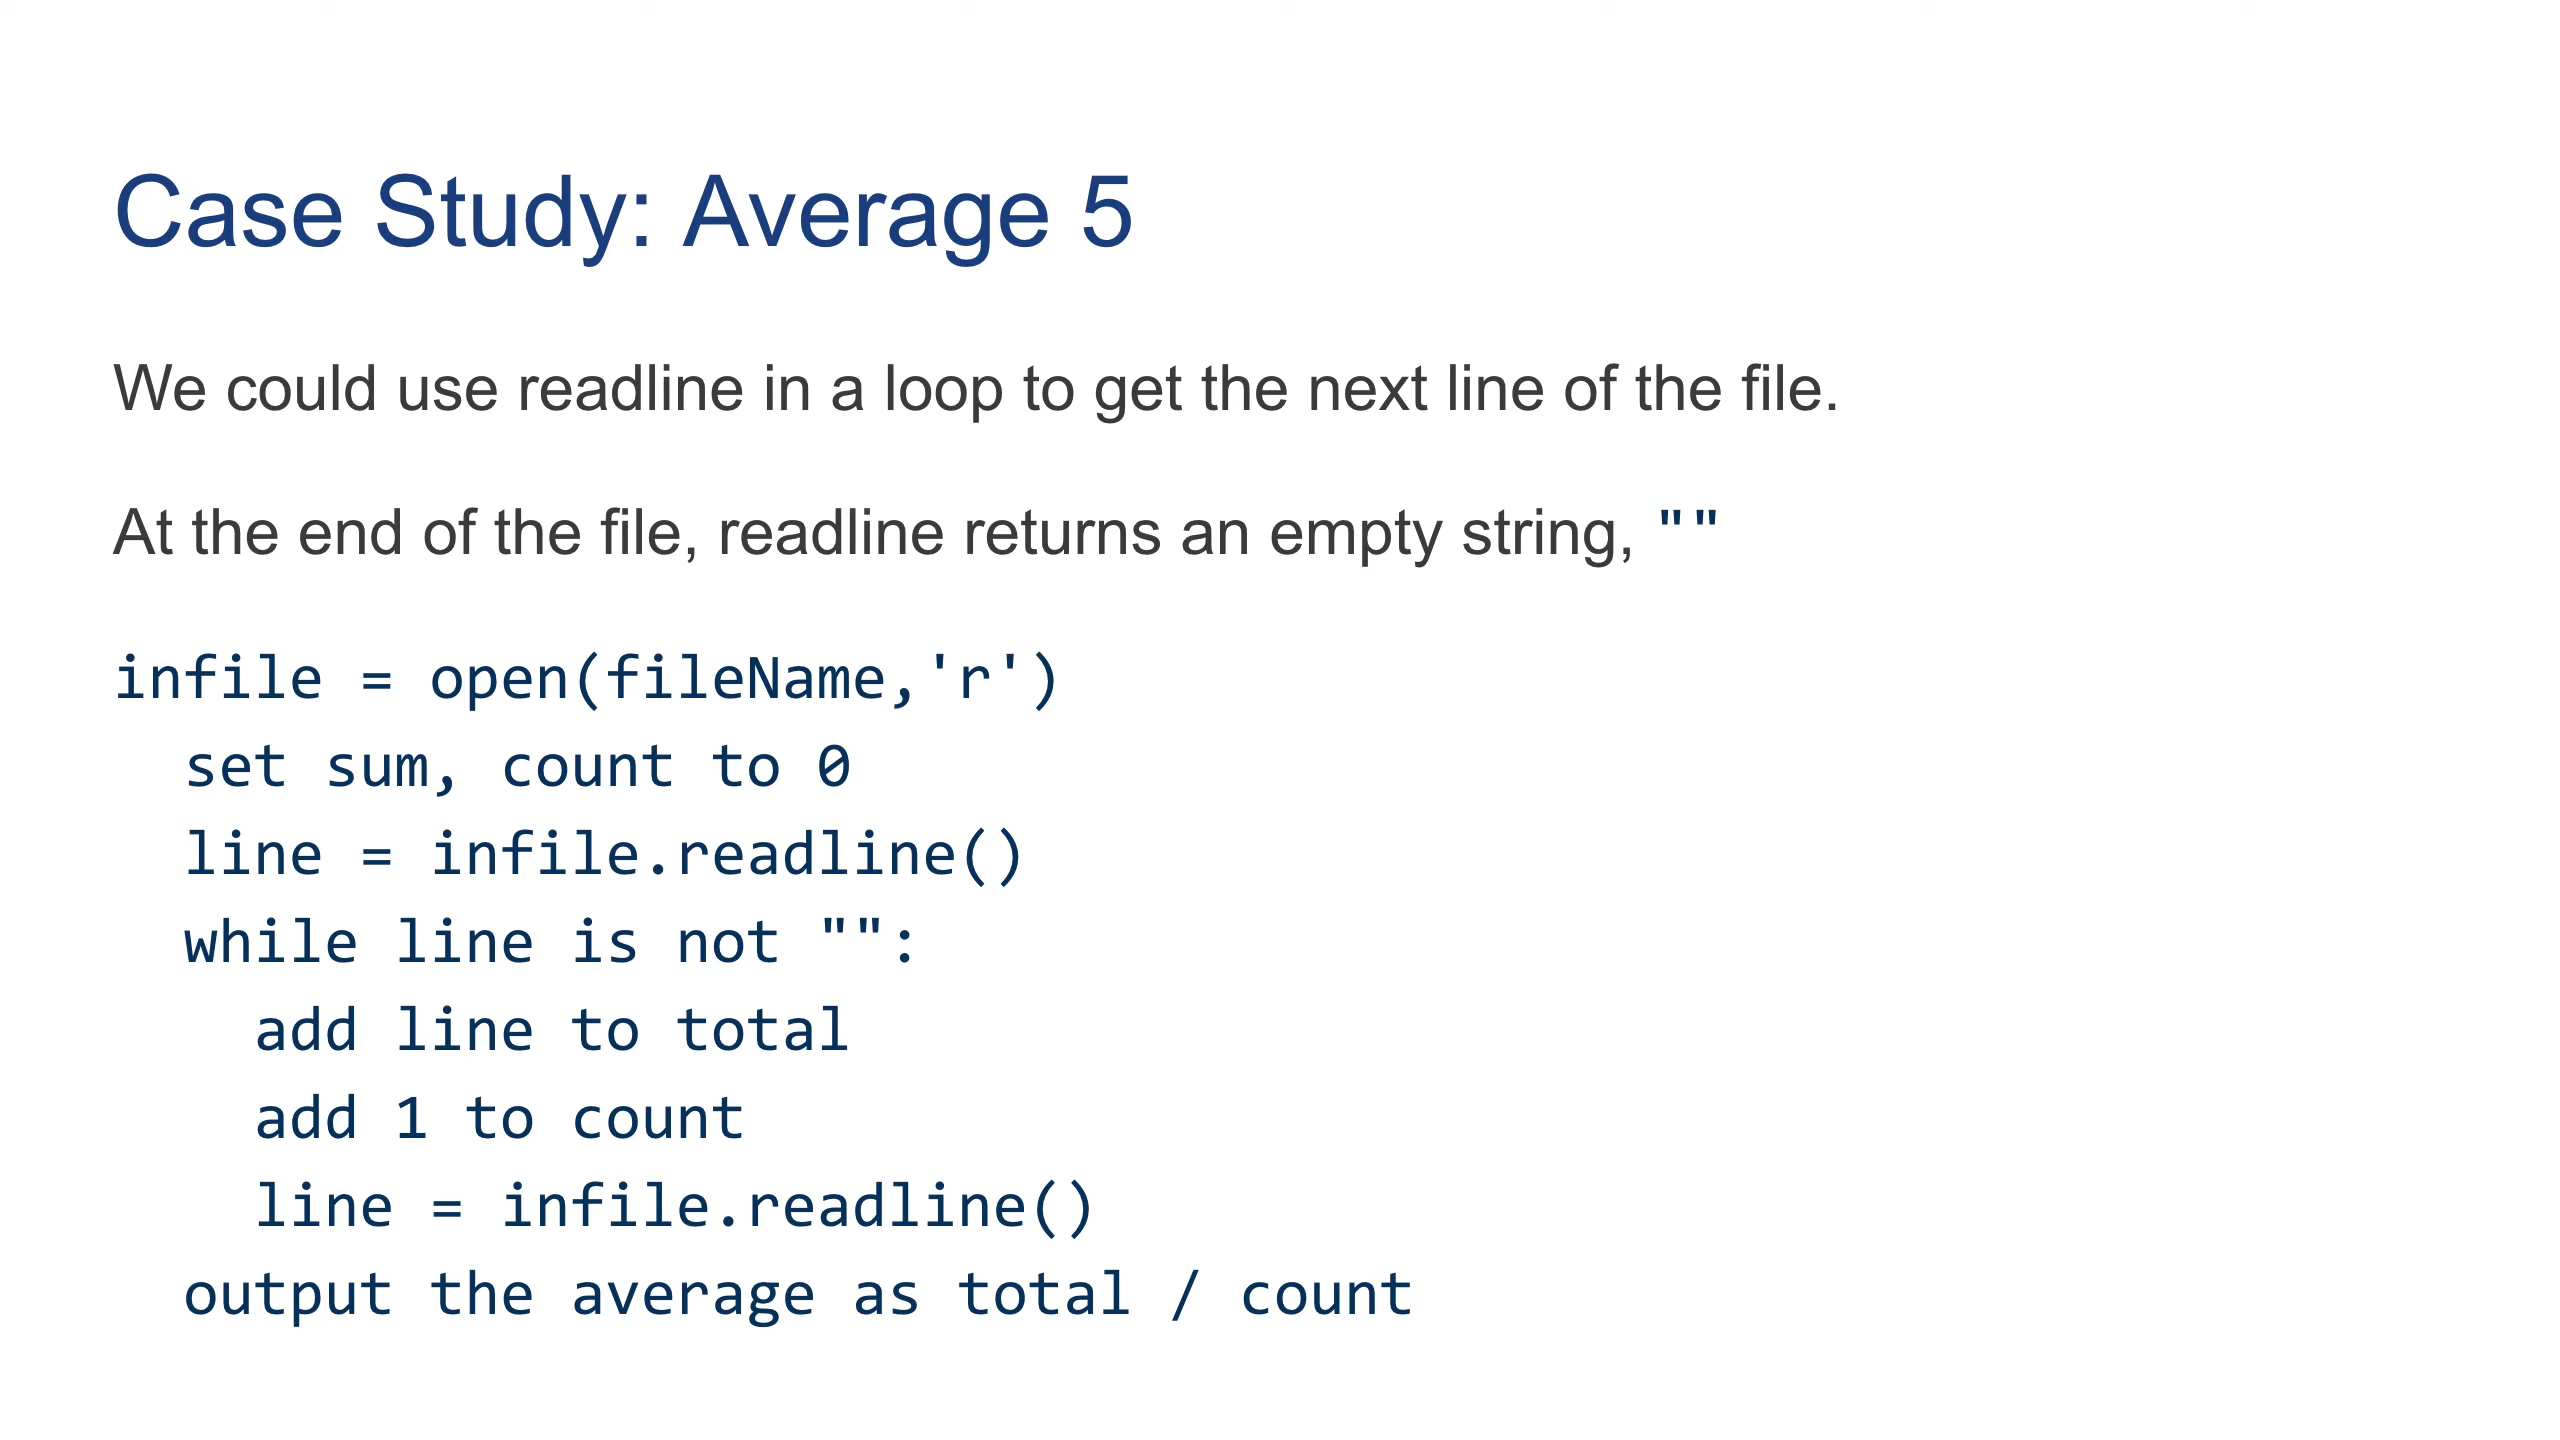 Case Study: Average 5
We could use readline in a loop to get the next line of the file.
At the end of the file, readline returns an empty string, ""
infile = open(fileName,'r')
  set sum, count to 0
  line = infile.readline()
  while line is not "":
    add line to total
    add 1 to count
    line = infile.readline()
  output the average as total / count